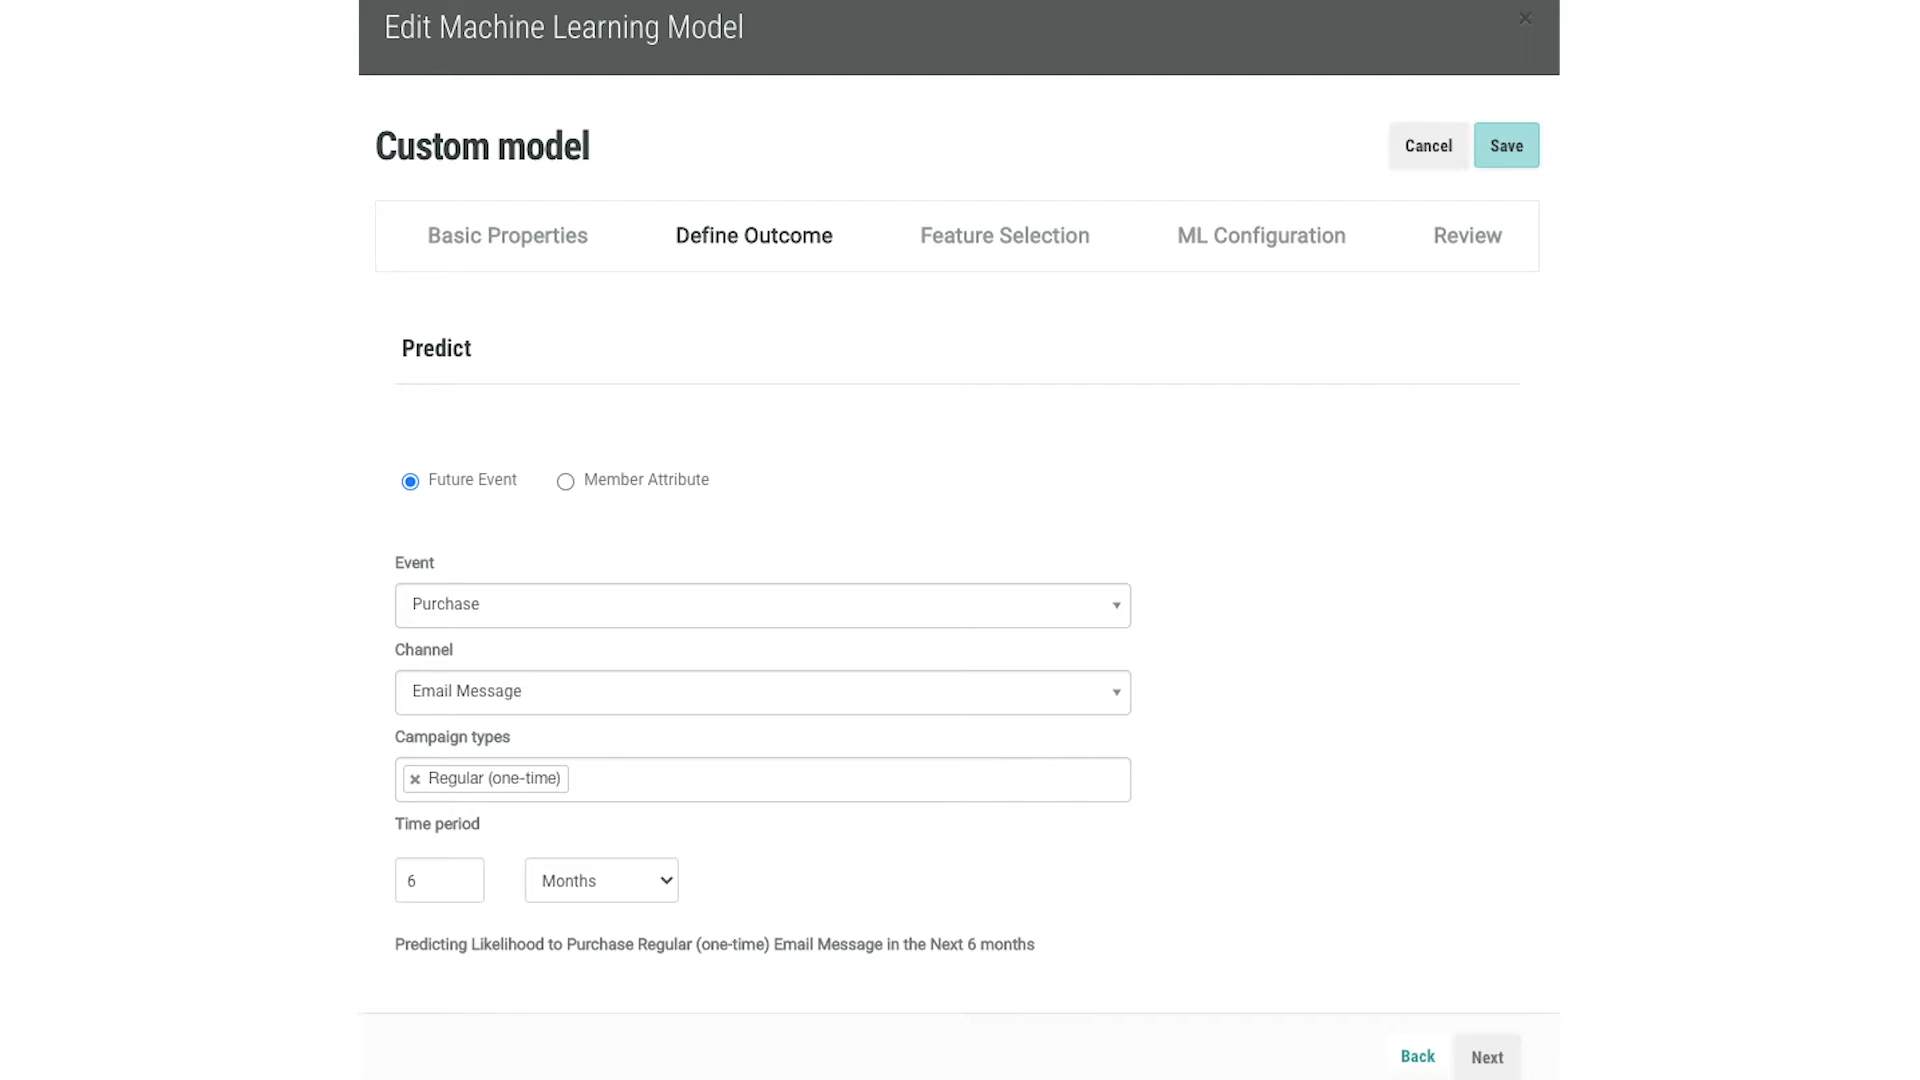 Edit Machine Learning Model
Custom model
Cancel
Save
Basic Properties
Define Outcome
Feature Selection
ML Configuration
Review
Predict
Future Event
Member Attribute
Event
Purchase
Channel
Email Message
Campaign types
Regular (one-time)
Time period
6
Months
Predicting Likelihood to Purchase Regular (one-time) Email Message in the Next 6 months
Back
Next